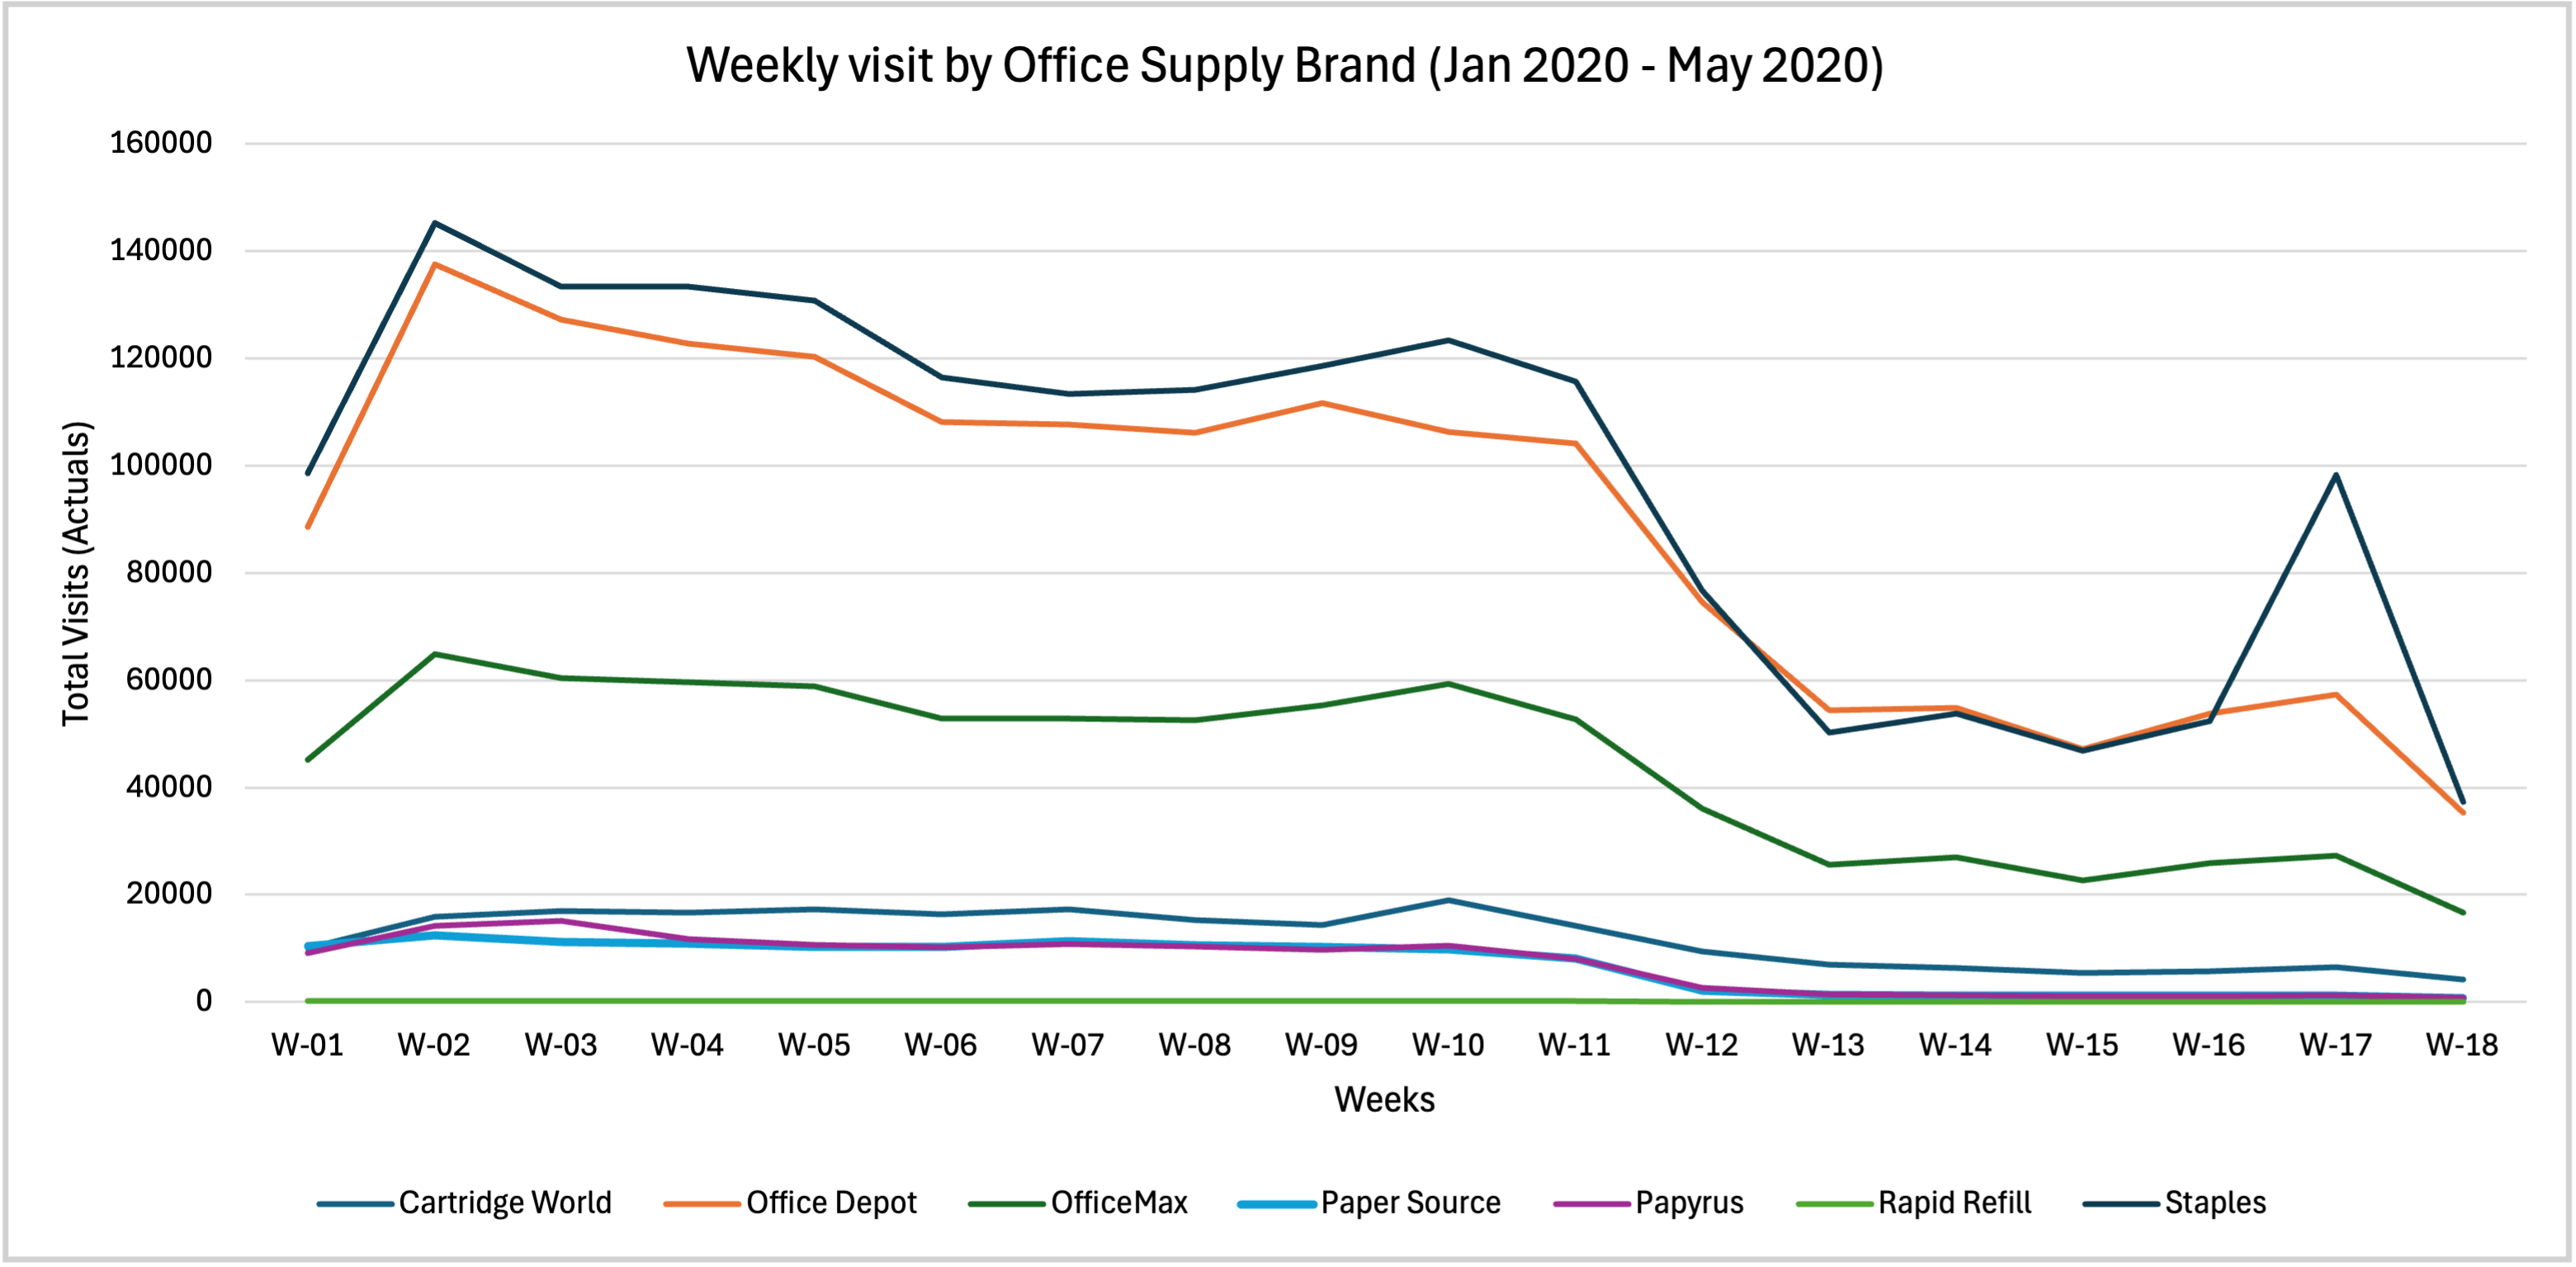 Weekly visit by Office Supply Brand (Jan 2020 - May 2020)
Total Visits (Actuals)
160000
140000
120000
100000
80000
60000
40000
20000
0
W-01 W-02 W-03 W-04 W-05 W-06 W-07 W-08 W-09 W-10 W-11 W-12 W-13 W-14 W-15 W-16 W-17 W-18
Weeks
Cartridge World Office Depot OfficeMax Paper Source Papyrus Rapid Refill Staples